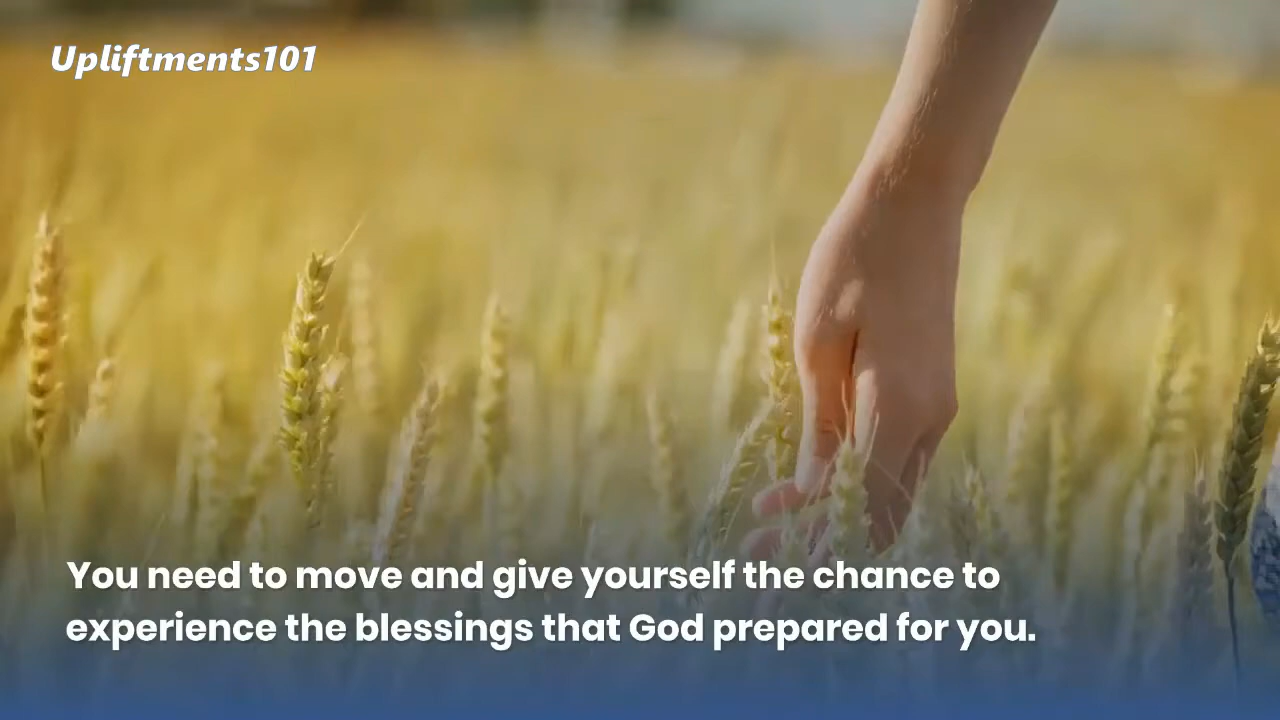 Upliftments101
You need to move and give yourself the chance to
experience the blessings that God prepared for you.